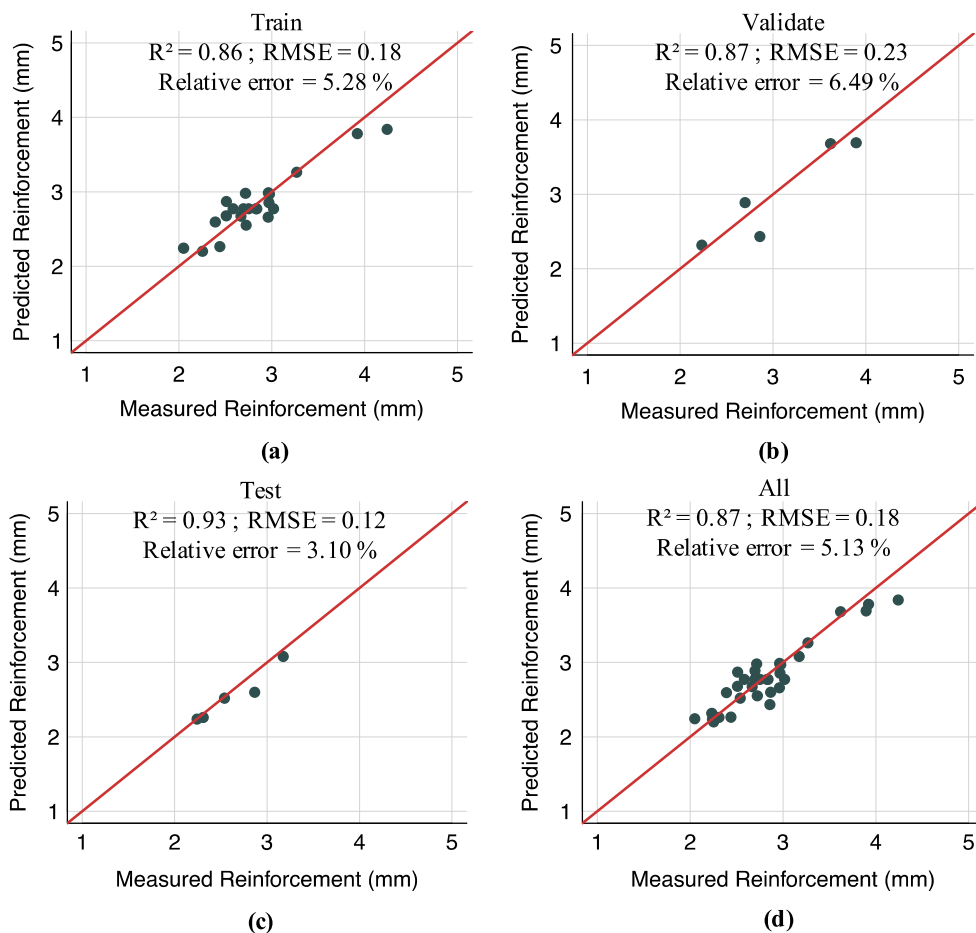 Train
R² = 0.86 ; RMSE = 0.18
Relative error = 5.28 %
5
4
3
2
1
Predicted Reinforcement (mm)
1 2 3 4 5
Measured Reinforcement (mm)
(a)
Validate
R² = 0.87 ; RMSE = 0.23
Relative error = 6.49 %
5
4
3
2
1
Predicted Reinforcement (mm)
1 2 3 4 5
Measured Reinforcement (mm)
(b)
Test
R² = 0.93 ; RMSE = 0.12
Relative error = 3.10 %
5
4
3
2
1
Predicted Reinforcement (mm)
1 2 3 4 5
Measured Reinforcement (mm)
(c)
All
R² = 0.87 ; RMSE = 0.18
Relative error = 5.13 %
5
4
3
2
1
Predicted Reinforcement (mm)
1 2 3 4 5
Measured Reinforcement (mm)
(d)